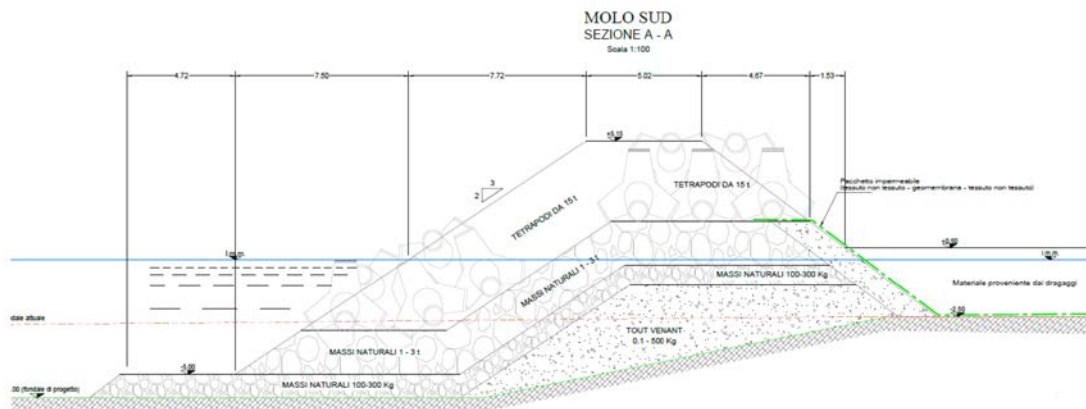 MOLO SUD
SEZIONE A - A
Scala 1:100
4.72
7.50
7.72
5.02
4.67
1.53
+5.15
3
2
TETRAPODI DA 15 t
TETRAPODI DA 15 t
Pacchetto impermeabile
(tessuto non tessuto - geomembrana - tessuto non tessuto)
l.m.m.
l.m.m.
MASSI NATURALI 1 - 3 t
MASSI NATURALI 100-300 Kg
Materiale proveniente dai dragaggi
dale attuale
TOUT VENANT
0.1 - 500 Kg
MASSI NATURALI 1 - 3 t
-5.00
MASSI NATURALI 100-300 Kg
.00 (fondale di progetto)